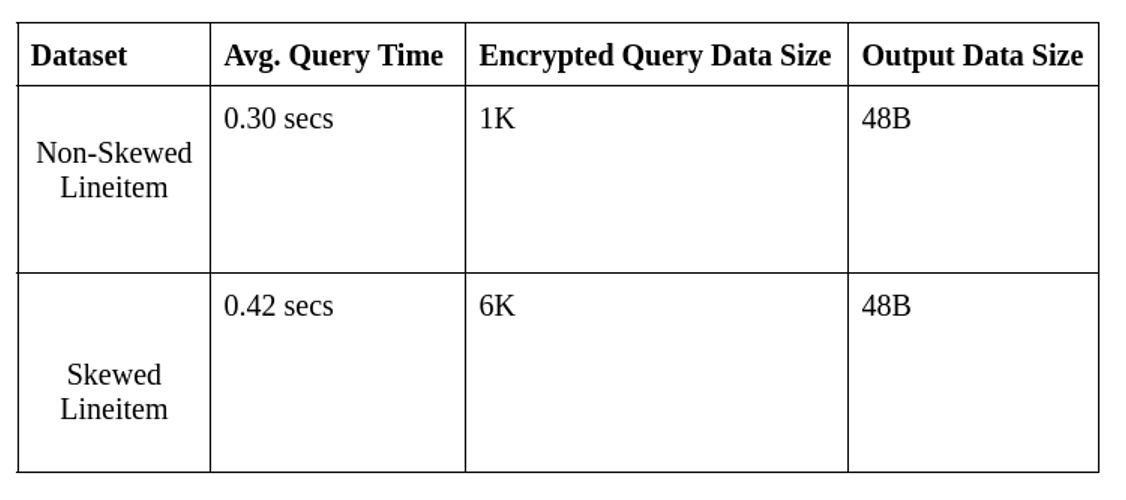 Dataset Avg. Query Time Encrypted Query Data Size Output Data Size
0.30 secs 1K 48B
Non-Skewed
Lineitem
0.42 secs 6K 48B
Skewed
Lineitem